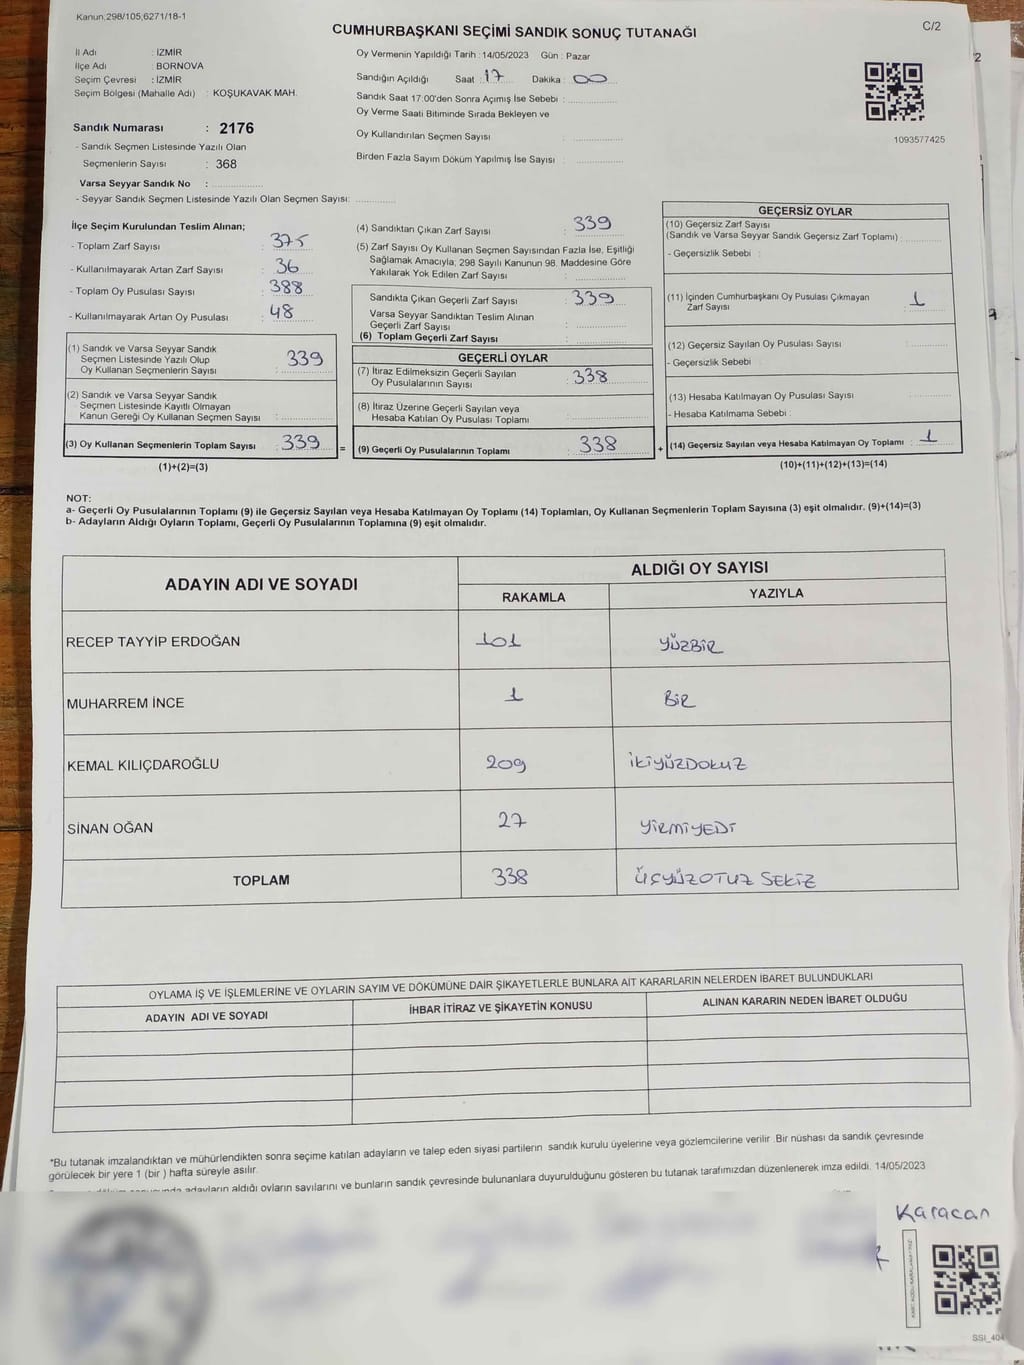 Kanun;298/105,6271/18-1
C/2
CUMHURBAŞKANI SEÇİMİ SANDIK SONUÇ TUTANAĞI
İl Adı : İZMİR
İlçe Adı : BORNOVA
Seçim Çevresi : İZMİR
Seçim Bölgesi (Mahalle Adı) : KOŞUKAVAK MAH.
Sandık Numarası : 2176
- Sandık Seçmen Listesinde Yazılı Olan
Seçmenlerin Sayısı : 368
Varsa Seyyar Sandık No :
- Seyyar Sandık Seçmen Listesinde Yazılı Olan Seçmen Sayısı:
Oy Vermenin Yapıldığı Tarih : 14/05/2023 Gün : Pazar
Sandığın Açıldığı Saat : 17 Dakika : 00
Sandık Saat 17:00'den Sonra Açımış İse Sebebi :
Oy Verme Saati Bitiminde Sırada Bekleyen ve
Oy Kullandırılan Seçmen Sayısı :
Birden Fazla Sayım Döküm Yapılmış İse Sayısı :
1093577425
İlçe Seçim Kurulundan Teslim Alınan;
- Toplam Zarf Sayısı : 375
- Kullanılmayarak Artan Zarf Sayısı : 36
- Toplam Oy Pusulası Sayısı : 388
- Kullanılmayarak Artan Oy Pusulası : 48
(1) Sandık ve Varsa Seyyar Sandık
Seçmen Listesinde Yazılı Olup
Oy Kullanan Seçmenlerin Sayısı : 339
(2) Sandık ve Varsa Seyyar Sandık
Seçmen Listesinde Kayıtlı Olmayan
Kanun Gereği Oy Kullanan Seçmen Sayısı :
(3) Oy Kullanan Seçmenlerin Toplam Sayısı : 339 =
(1)+(2)=(3)
(4) Sandıktan Çıkan Zarf Sayısı : 339
(5) Zarf Sayısı Oy Kullanan Seçmen Sayısından Fazla İse, Eşitliği
Sağlamak Amacıyla; 298 Sayılı Kanunun 98. Maddesine Göre
Yakılarak Yok Edilen Zarf Sayısı :
Sandıkta Çıkan Geçerli Zarf Sayısı : 339
Varsa Seyyar Sandıktan Teslim Alınan
Geçerli Zarf Sayısı :
(6) Toplam Geçerli Zarf Sayısı :
GEÇERLİ OYLAR
(7) İtiraz Edilmeksizin Geçerli Sayılan
Oy Pusulalarının Sayısı : 338
(8) İtiraz Üzerine Geçerli Sayılan veya
Hesaba Katılan Oy Pusulası Toplamı :
(9) Geçerli Oy Pusulalarının Toplamı : 338 +
GEÇERSİZ OYLAR
(10) Geçersiz Zarf Sayısı
(Sandık ve Varsa Seyyar Sandık Geçersiz Zarf Toplamı) :
- Geçersizlik Sebebi :
(11) İçinden Cumhurbaşkanı Oy Pusulası Çıkmayan
Zarf Sayısı : 1
(12) Geçersiz Sayılan Oy Pusulası Sayısı :
- Geçersizlik Sebebi :
(13) Hesaba Katılmayan Oy Pusulası Sayısı :
- Hesaba Katılmama Sebebi :
(14) Geçersiz Sayılan veya Hesaba Katılmayan Oy Toplamı : 1
(10)+(11)+(12)+(13)=(14)
NOT:
a- Geçerli Oy Pusulalarının Toplamı (9) ile Geçersiz Sayılan veya Hesaba Katılmayan Oy Toplamı (14) Toplamları, Oy Kullanan Seçmenlerin Toplam Sayısına (3) eşit olmalıdır. (9)+(14)=(3)
b- Adayların Aldığı Oyların Toplamı, Geçerli Oy Pusulalarının Toplamına (9) eşit olmalıdır.
ADAYIN ADI VE SOYADI
ALDIĞI OY SAYISI
RAKAMLA YAZIYLA
RECEP TAYYİP ERDOĞAN 101 YÜZBİR
MUHARREM İNCE 1 BİR
KEMAL KILIÇDAROĞLU 209 İKİYÜZDOKUZ
SİNAN OĞAN 27 YİRMİYEDİ
TOPLAM 338 ÜÇYÜZOTUZ SEKİZ
OYLAMA İŞ VE İŞLEMLERİNE VE OYLARIN SAYIM VE DÖKÜMÜNE DAİR ŞİKAYETLERLE BUNLARA AİT KARARLARIN NELERDEN İBARET BULUNDUKLARI
ADAYIN ADI VE SOYADI İHBAR İTİRAZ VE ŞİKAYETİN KONUSU ALINAN KARARIN NEDEN İBARET OLDUĞU
*Bu tutanak imzalandıktan ve mühürlendikten sonra seçime katılan adayların ve talep eden siyasi partilerin sandık kurulu üyelerine veya gözlemcilerine verilir. Bir nüshası da sandık çevresinde
görülecek bir yere 1 (bir ) hafta süreyle asılır.
adayların aldığı oyların sayılarını ve bunların sandık çevresinde bulunanlara duyurulduğunu gösteren bu tutanak tarafımızdan düzenlenerek imza edildi. 14/05/2023
Karacan
SSI_404